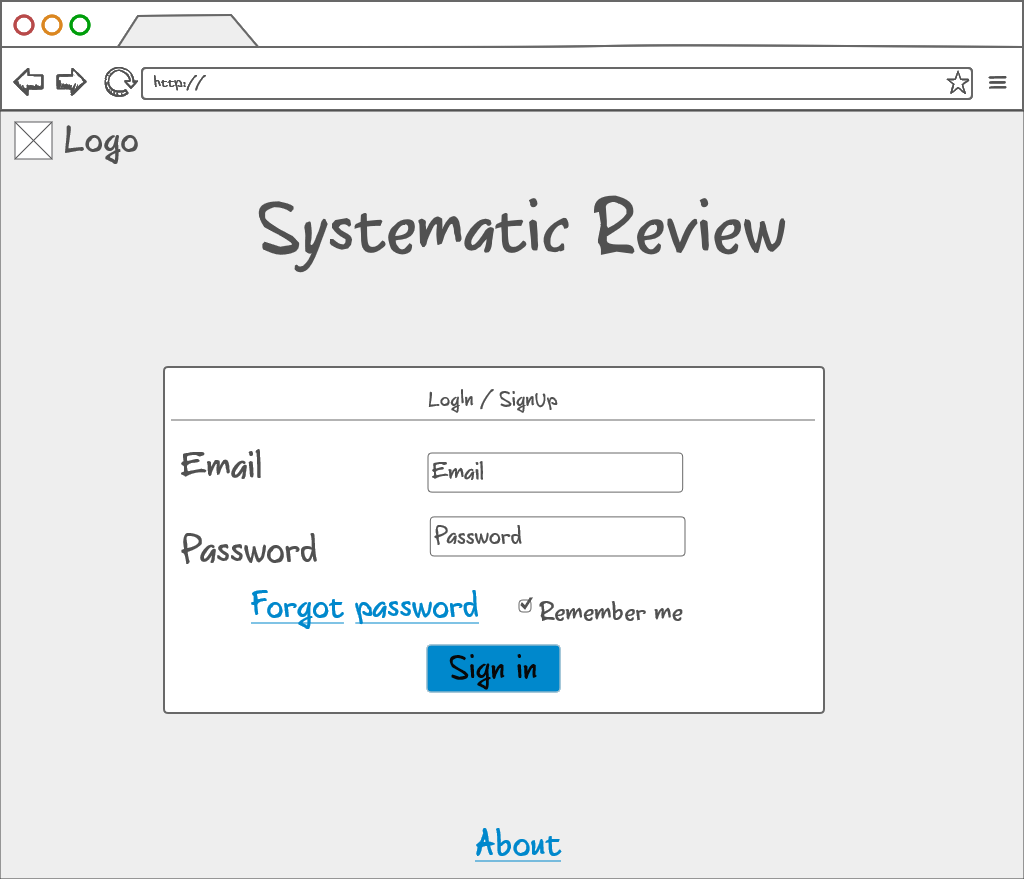 http://
Logo
Systematic Review
LogIn / SignUp
Email Email
Password Password
Forgot password Remember me
Sign in
About